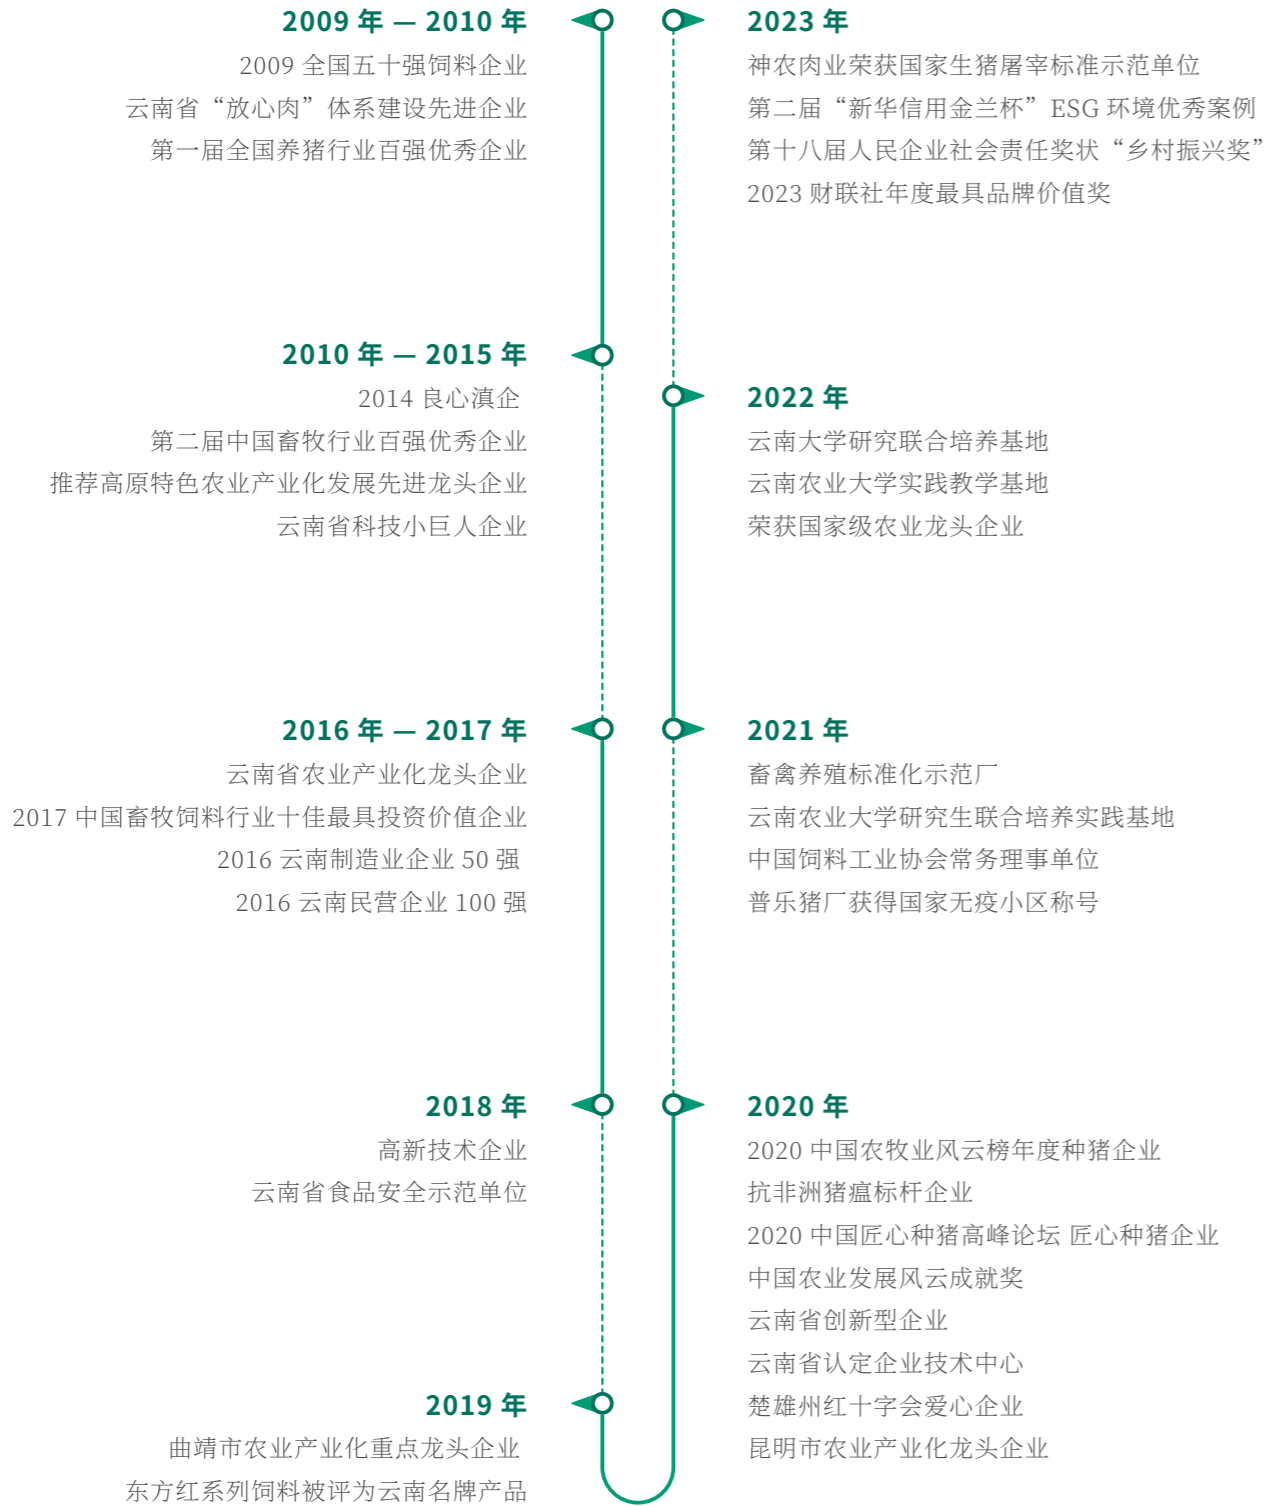 2009 年 — 2010 年
2009 全国五十强饲料企业
云南省“放心肉”体系建设先进企业
第一届全国养猪行业百强优秀企业
2010 年 — 2015 年
2014 良心滇企
第二届中国畜牧行业百强优秀企业
推荐高原特色农业产业化发展先进龙头企业
云南省科技小巨人企业
2016 年 — 2017 年
云南省农业产业化龙头企业
2017 中国畜牧饲料行业十佳最具投资价值企业
2016 云南制造业企业 50 强
2016 云南民营企业 100 强
2018 年
高新技术企业
云南省食品安全示范单位
2019 年
曲靖市农业产业化重点龙头企业
东方红系列饲料被评为云南名牌产品
2020 年
2020 中国农牧业风云榜年度种猪企业
抗非洲猪瘟标杆企业
2020 中国匠心种猪高峰论坛 匠心种猪企业
中国农业发展风云成就奖
云南省创新型企业
云南省认定企业技术中心
楚雄州红十字会爱心企业
昆明市农业产业化龙头企业
2021 年
畜禽养殖标准化示范厂
云南农业大学研究生联合培养实践基地
中国饲料工业协会常务理事单位
普乐猪厂获得国家无疫小区称号
2022 年
云南大学研究联合培养基地
云南农业大学实践教学基地
荣获国家级农业龙头企业
2023 年
神农肉业荣获国家生猪屠宰标准示范单位
第二届“新华信用金兰杯”ESG 环境优秀案例
第十八届人民企业社会责任奖状“乡村振兴奖”
2023 财联社年度最具品牌价值奖